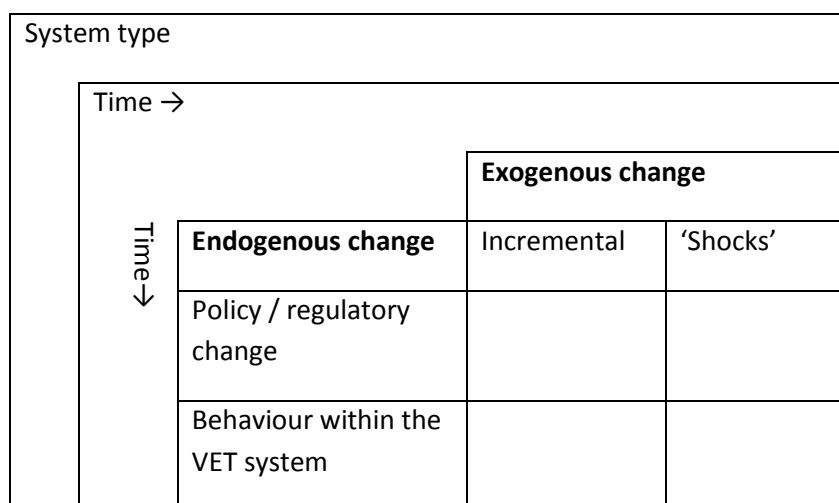 System type
Time →
Exogenous change
Time →
Endogenous change
Incremental
‘Shocks’
Policy / regulatory
change
Behaviour within the
VET system